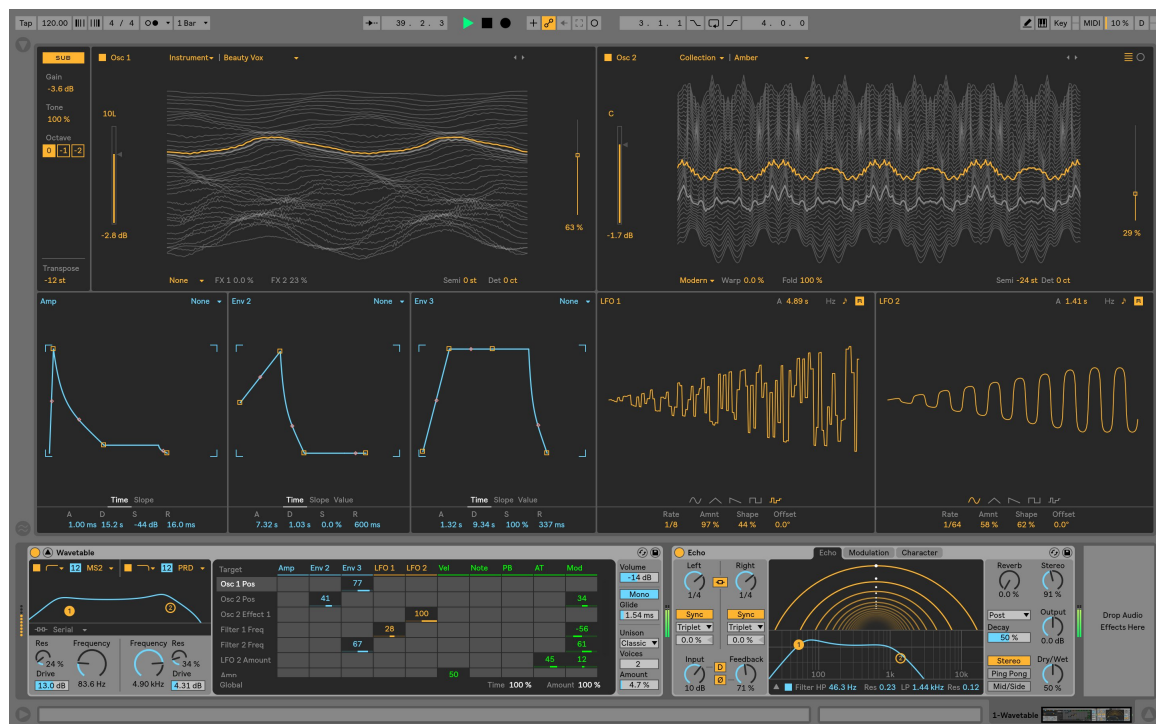 Tap 120.00 4 / 4 1 Bar 39. 2. 3 3. 1. 1 4. 0. 0 Key MIDI 10 % D
SUB
Gain
-3.6 dB
Tone
100 %
Octave
0 -1 -2
Transpose
-12 st
Osc 1 Instrument | Beauty Vox
10L
-2.8 dB
63 %
None FX 1 0.0 % FX 2 23 % Semi 0 st Det 0 ct
Osc 2 Collection | Amber
C
-1.7 dB
29 %
Modern Warp 0.0 % Fold 100 % Semi -24 st Det 0 ct
Amp None
Time Slope
A D S R
1.00 ms 15.2 s -44 dB 16.0 ms
Env 2 None
Time Slope Value
A D S R
7.32 s 1.03 s 0.0 % 600 ms
Env 3 None
Time Slope Value
A D S R
1.32 s 9.34 s 100 % 337 ms
LFO 1 A 4.89 s Hz R
Rate Amnt Shape Offset
1/8 97 % 44 % 0.0°
LFO 2 A 1.41 s Hz R
Rate Amnt Shape Offset
1/64 58 % 62 % 0.0°
Wavetable
12 MS2 12 PRD
1 2
Serial
Res Frequency Frequency Res
24 % 34 %
Drive Drive
13.0 dB 83.6 Hz 4.90 kHz 4.31 dB
Target Amp Env 2 Env 3 LFO 1 LFO 2 Vel Note PB AT Mod
Osc 1 Pos 77
Osc 2 Pos 41 34
Osc 2 Effect 1 100
Filter 1 Freq 28 -56
Filter 2 Freq 67 61
LFO 2 Amount 45 12
Amp 50
Global Time 100 % Amount 100 %
Volume
-14 dB
Mono
Glide
1.54 ms
Unison
Classic
Voices
2
Amount
4.7 %
Echo Echo Modulation Character
Left Right
1/4 1/4
Sync Sync
Triplet Triplet
0.0 % 0.0 %
Input D Feedback
Ø
10 dB 71 %
1 2
100 1k 10k
Filter HP 46.3 Hz Res 0.23 LP 1.44 kHz Res 0.12
Reverb Stereo
0.0 % 91 %
Post Output
Decay
50 % 0.0 dB
Stereo Dry/Wet
Ping Pong
Mid/Side 50 %
Drop Audio
Effects Here
1-Wavetable